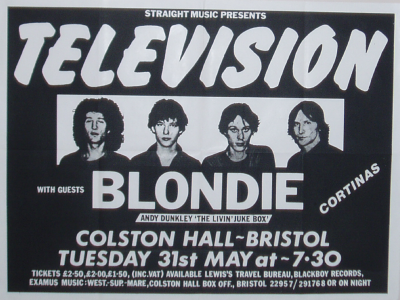 STRAIGHT MUSIC PRESENTS
TELEVISION
WITH GUESTS
BLONDIE
CORTINAS
ANDY DUNKLEY 'THE LIVIN' JUKE BOX'
COLSTON HALL~BRISTOL
TUESDAY 31st MAY at ~ 7·30
TICKETS £2·50,£2·00,£1·50, (INC.VAT) AVAILABLE LEWIS'S TRAVEL BUREAU, BLACKBOY RECORDS,
EXAMUS MUSIC:WEST.-SUP.-MARE,COLSTON HALL BOX OFF., BRISTOL 22957/29176 8 OR ON NIGHT